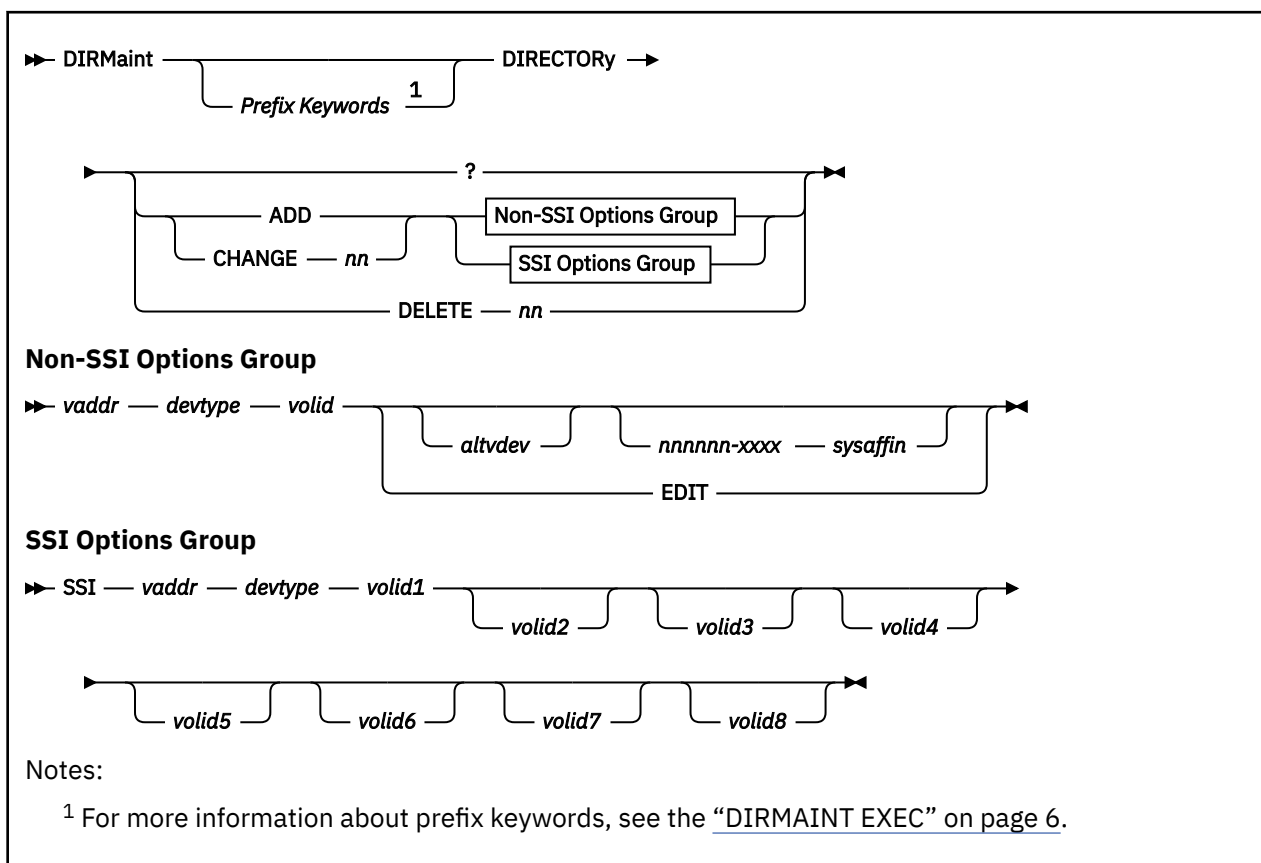 DIRMaint DIRECTORy
Prefix Keywords 1
?
ADD Non-SSI Options Group
CHANGE nn SSI Options Group
DELETE nn
Non-SSI Options Group
vaddr devtype volid
altvdev nnnnnn-xxxx sysaffin
EDIT
SSI Options Group
SSI vaddr devtype volid1
volid2 volid3 volid4
volid5 volid6 volid7 volid8
Notes:
1 For more information about prefix keywords, see the “DIRMAINT EXEC” on page 6.